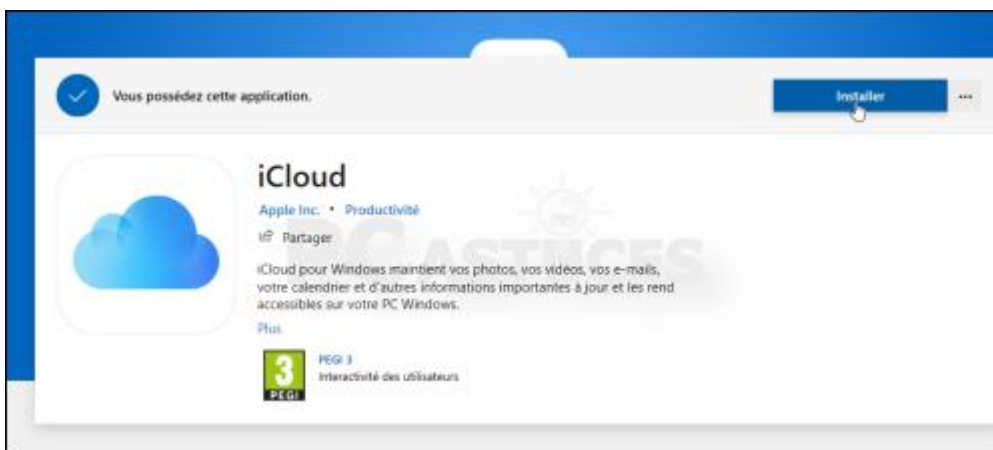 Vous possédez cette application.
Installer
...
iCloud
Apple Inc. • Productivité
Partager
PC ASTUCES
iCloud pour Windows maintient vos photos, vos vidéos, vos e-mails,
votre calendrier et d'autres informations importantes à jour et les rend
accessibles sur votre PC Windows.
Plus
3
PEGI
PEGI 3
Interactivité des utilisateurs